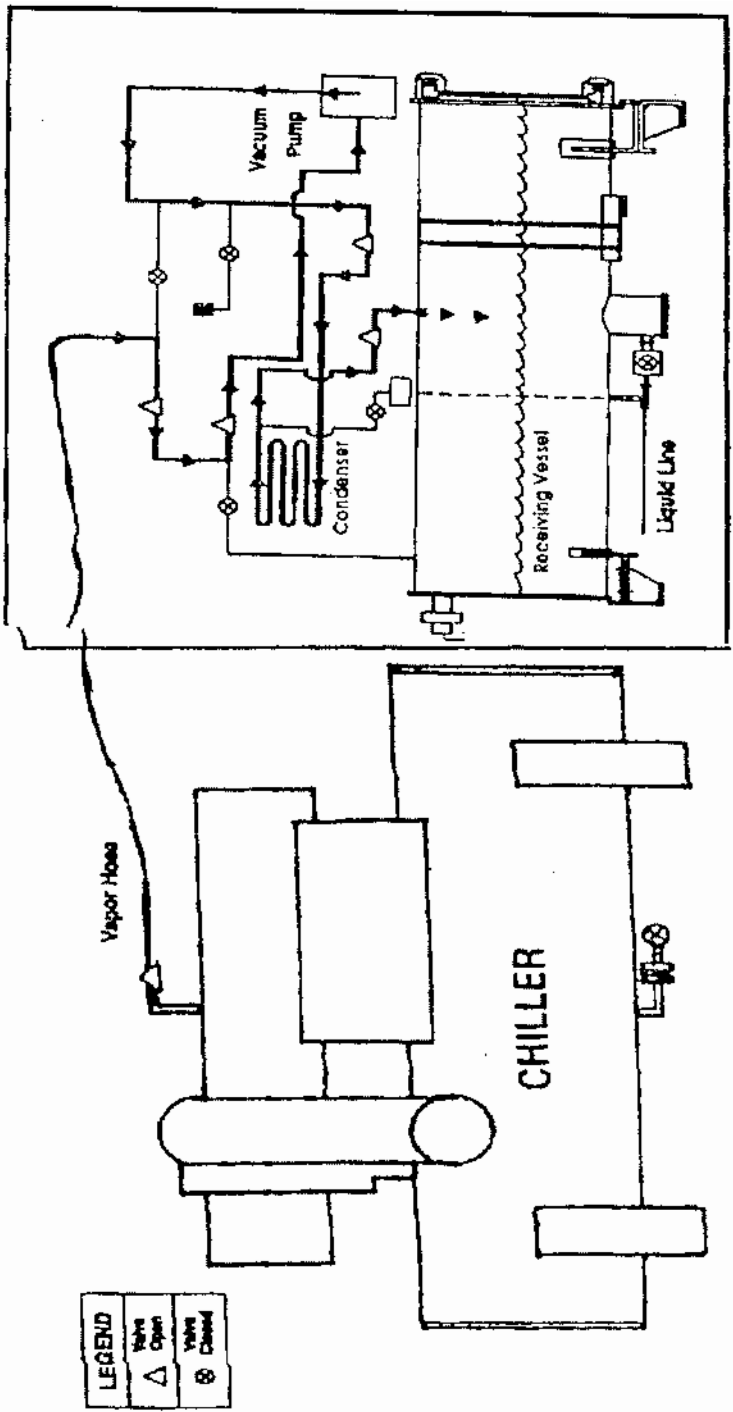 LEGEND
Valve
Open
Valve
Closed
Vapor Hose
CHILLER
Vacuum
Pump
Condenser
Receiving Vessel
Liquid Line